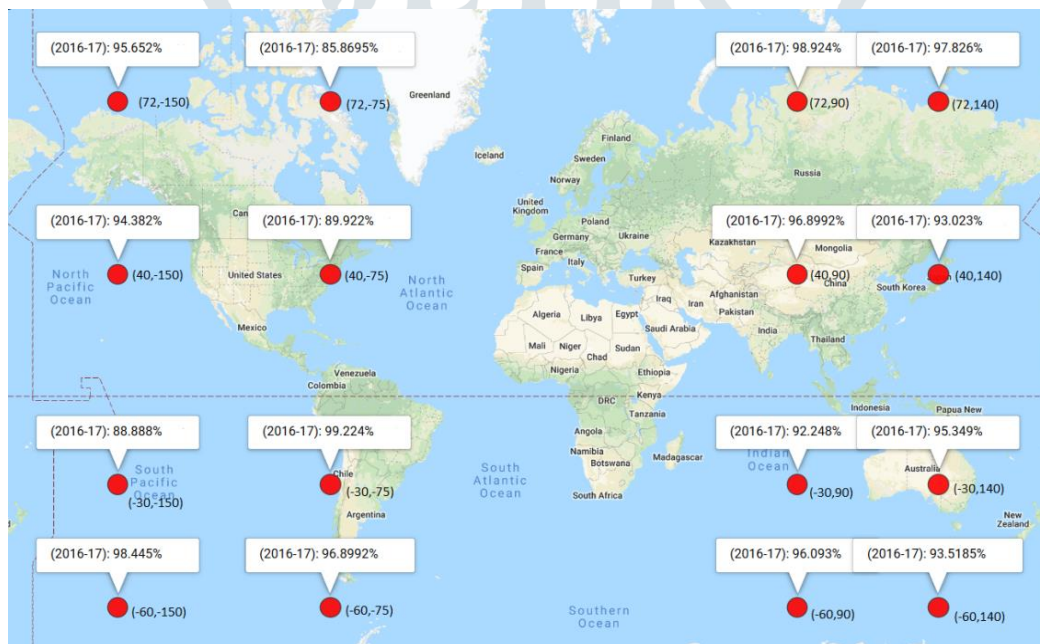 (2016-17): 95.652%
(2016-17): 85.8695%
(2016-17): 98.924%
(2016-17): 97.826%
Greenland
(72,-150)
(72,-75)
(72,90)
(72,140)
Finland
Iceland
Sweden
Russia
Norway
United
Kingdom
(2016-17): 94.382%
(2016-17): 89.922%
(2016-17): 96.8992%
(2016-17): 93.023%
Poland
Germany
Ukraine
Kazakhstan
Mongolia
France
Italy
Spain
Turkey
North
Pacific
Ocean
(40,-150)
United States
(40,-75)
North
Atlantic
Ocean
(40,90)
China
South Korea
(40,140)
Iraq
Iran
Afghanistan
Pakistan
Algeria
Libya
Egypt
Saudi Arabia
India
Mexico
Mali
Niger
Chad
Sudan
Thailand
Nigeria
Ethiopia
Venezuela
Colombia
DRC
Kenya
Tanzania
Indonesia
Papua New
(2016-17): 88.888%
(2016-17): 99.224%
(2016-17): 92.248%
(2016-17): 95.349%
Angola
Namibia
Botswana
Madagascar
Indian
Ocean
South
Pacific
Ocean
(-30,-150)
Chile
(-30,-75)
South
Atlantic
Ocean
South Africa
(-30,90)
Australia
(-30,140)
Argentina
New
Zealand
(2016-17): 98.445%
(2016-17): 96.8992%
(2016-17): 96.093%
(2016-17): 93.5185%
(-60,-150)
(-60,-75)
Southern
Ocean
(-60,90)
(-60,140)